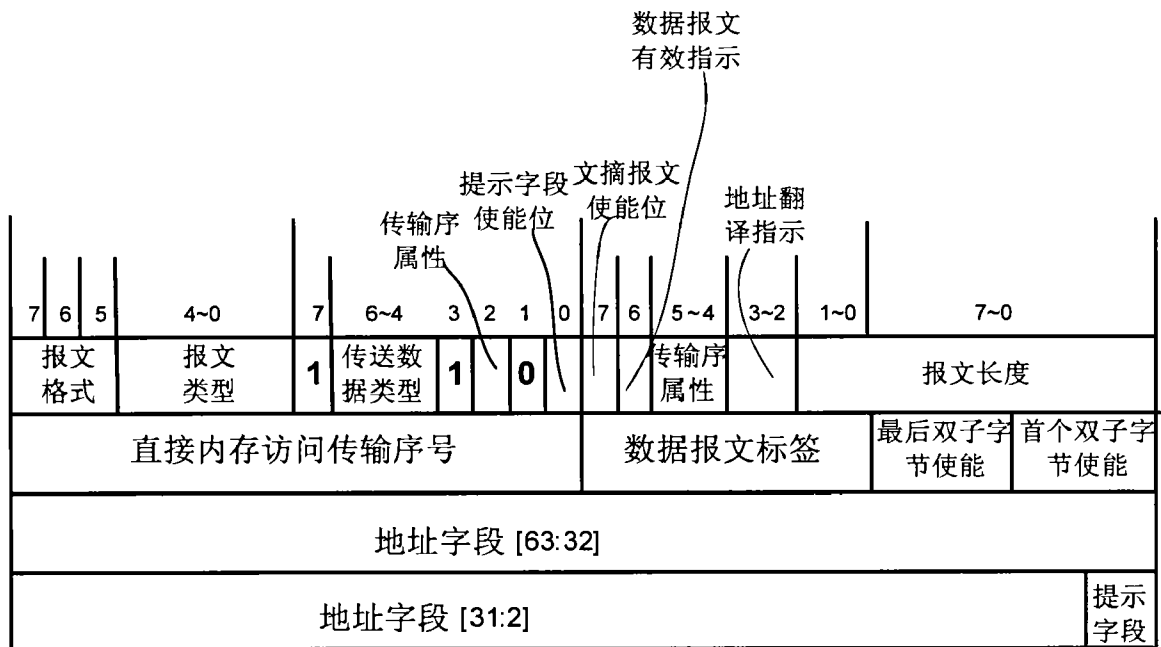 数据报文
有效指示
提示字段
使能位
文摘报文
使能位
地址翻
译指示
传输序
属性
7 6 5 4~0 7 6~4 3 2 1 0 7 6 5~4 3~2 1~0 7~0
报文
格式
报文
类型
1
传送数
据类型
1
0
传输序
属性
报文长度
直接内存访问传输序号
数据报文标签
最后双子字
节使能
首个双子字
节使能
地址字段 [63:32]
地址字段 [31:2]
提示
字段